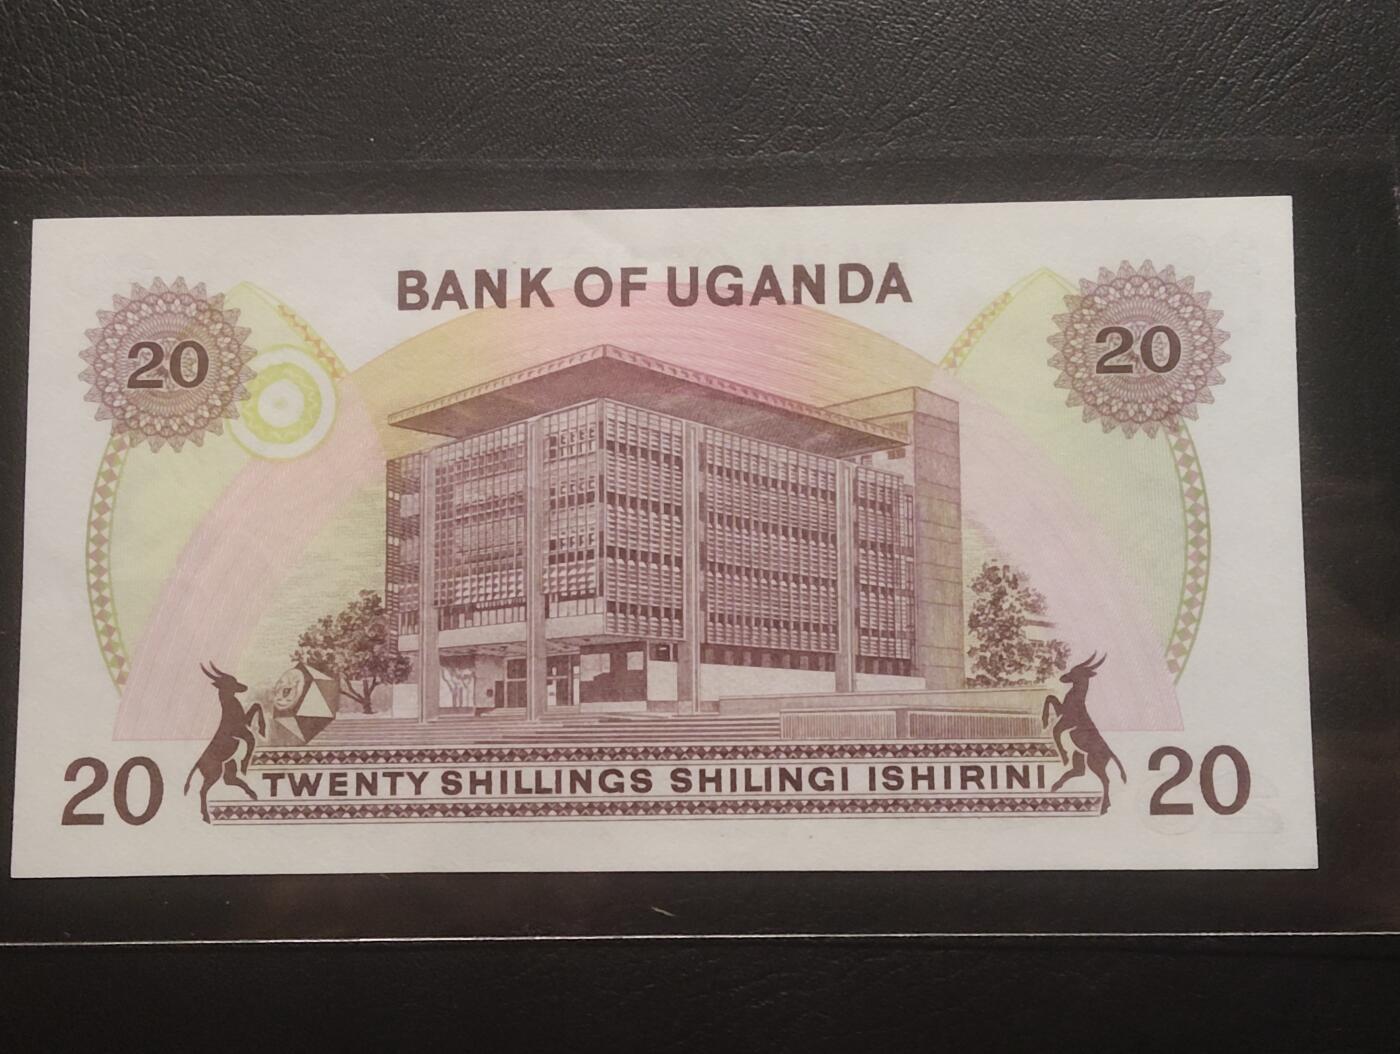 BANK OF UGANDA
20 20
TWENTY SHILLINGS SHILINGI ISHIRINI
20 20